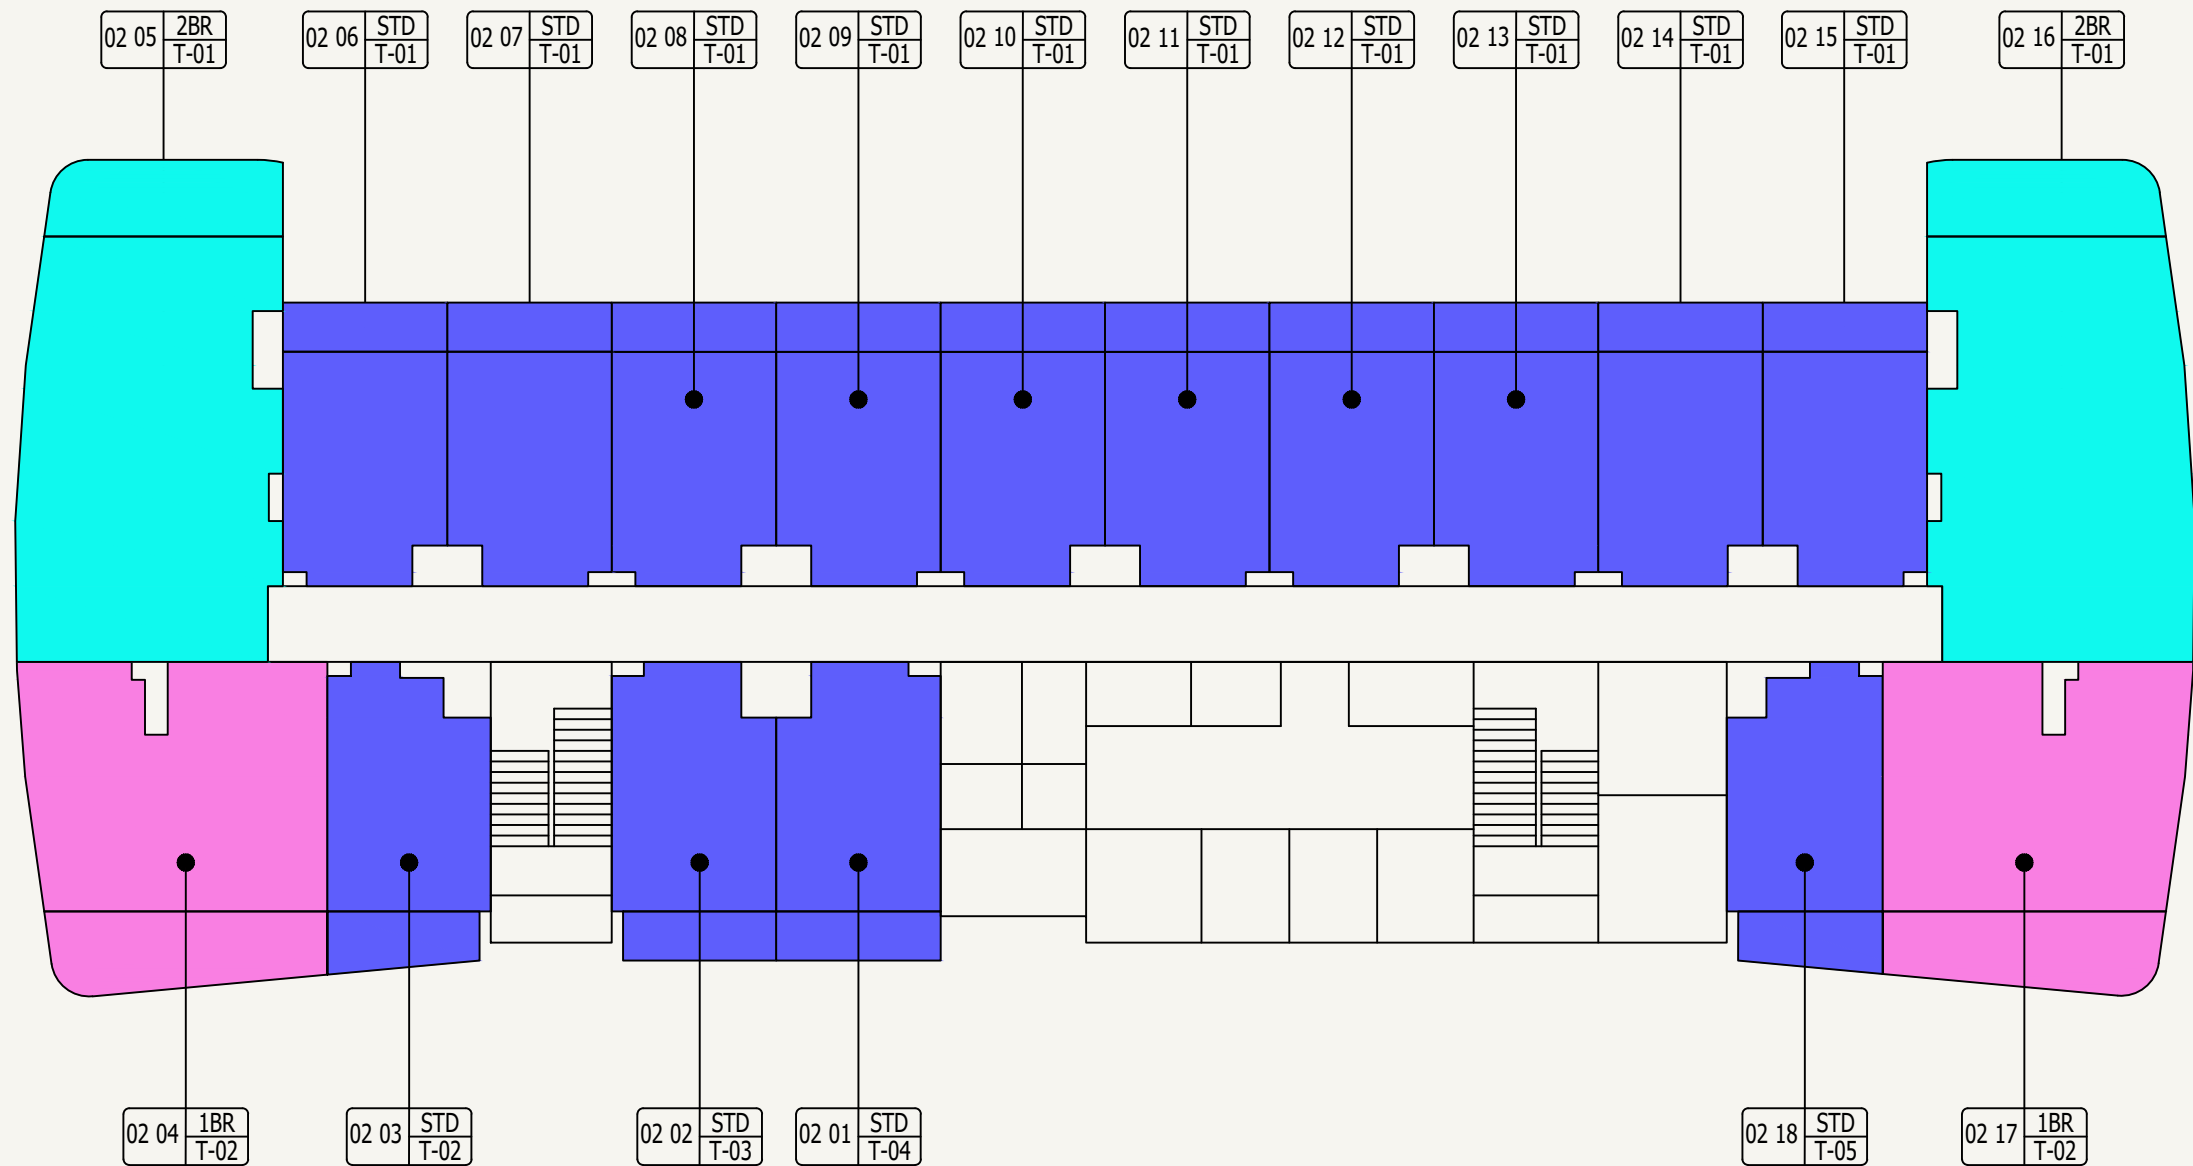 02 05 2BR T-01
02 06 STD T-01
02 07 STD T-01
02 08 STD T-01
02 09 STD T-01
02 10 STD T-01
02 11 STD T-01
02 12 STD T-01
02 13 STD T-01
02 14 STD T-01
02 15 STD T-01
02 16 2BR T-01
02 04 1BR T-02
02 03 STD T-02
02 02 STD T-03
02 01 STD T-04
02 18 STD T-05
02 17 1BR T-02